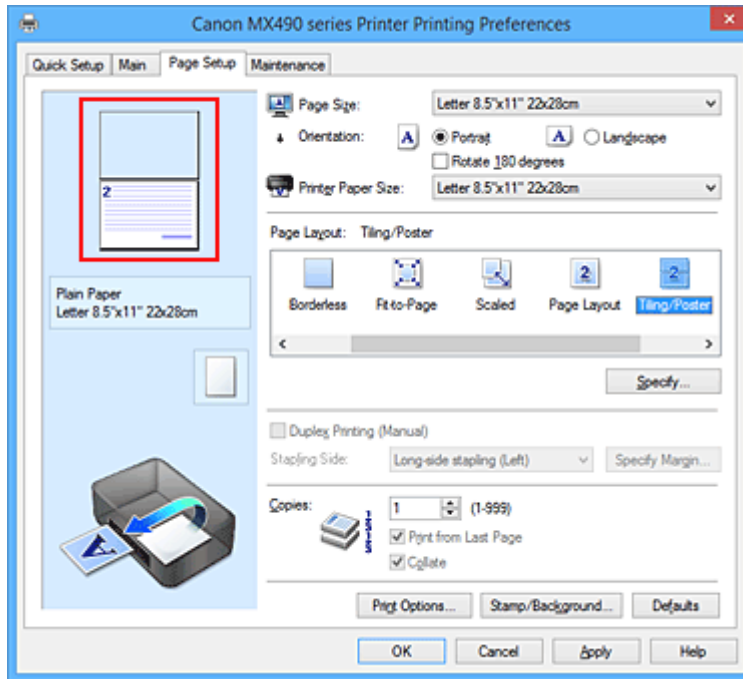 Canon MX490 series Printer Printing Preferences
Quick Setup Main Page Setup Maintenance
2
Plain Paper
Letter 8.5"x11" 22x28cm
A
Page Size: Letter 8.5"x11" 22x28cm
Orientation: A Portrait A Landscape
Rotate 180 degrees
Printer Paper Size: Letter 8.5"x11" 22x28cm
Page Layout: Tiling/Poster
2 2
Borderless Fit-to-Page Scaled Page Layout Tiling/Poster
Specify...
Duplex Printing (Manual)
Stapling Side: Long-side stapling (Left) Specify Margin...
Copies: 1 (1-999)
Print from Last Page
Collate
Print Options... Stamp/Background... Defaults
OK Cancel Apply Help